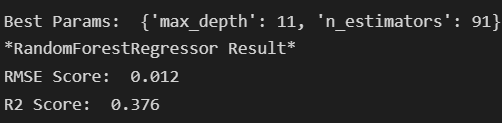 Best Params:  {'max_depth': 11, 'n_estimators': 91}
*RandomForestRegressor Result*
RMSE Score:  0.012
R2 Score:  0.376